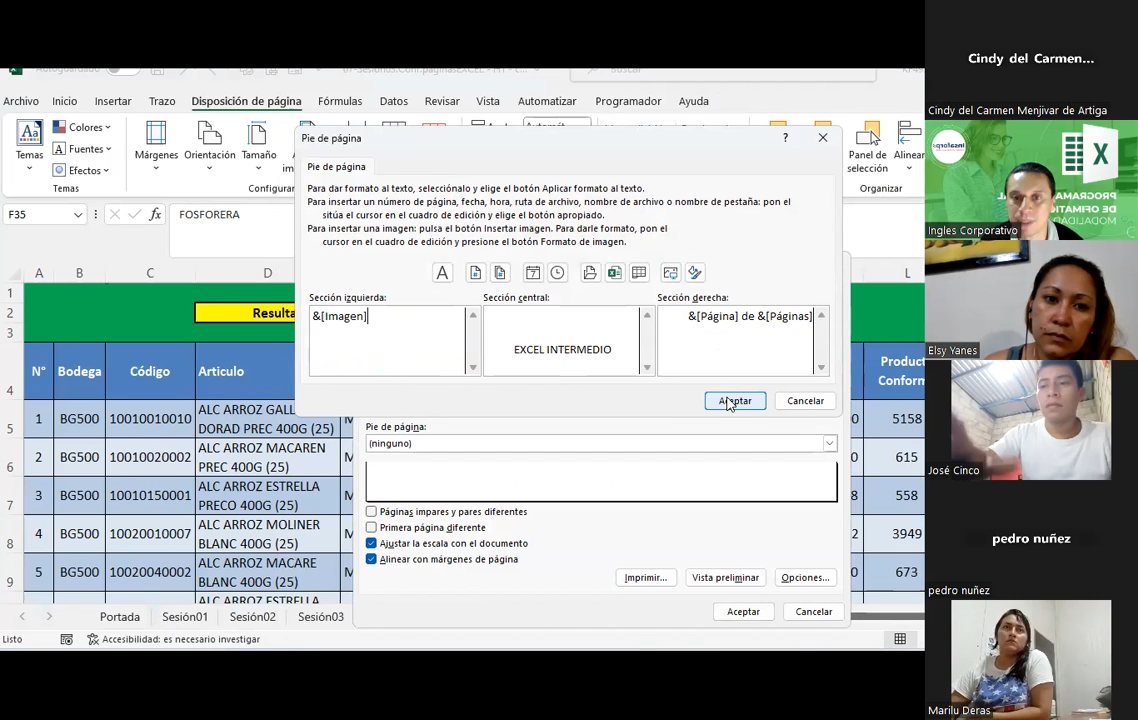 Cindy del Carmen...
Cindy del Carmen Menjivar de Artiga
Autoguardado
Buscar
Archivo Inicio Insertar Trazo Disposición de página Fórmulas Datos Revisar Vista Automatizar Programador Ayuda
Temas
Colores
Fuentes
Efectos
Temas
Márgenes
Orientación
Tamaño
Panel de selección
Alinear
Organizar
Pie de página
?
Pie de página
Para dar formato al texto, selecciónalo y elige el botón Aplicar formato al texto.
Para insertar un número de página, fecha, hora, ruta de archivo, nombre de archivo o nombre de pestaña: pon el
sitúa el cursor en el cuadro de edición y elige el botón apropiado.
Para insertar una imagen: pulsa el botón Insertar imagen. Para darle formato, pon el
cursor en el cuadro de edición y presione el botón Formato de imagen.
A
Sección izquierda:
&[Imagen]
Sección central:
EXCEL INTERMEDIO
Sección derecha:
&[Página] de &[Páginas]
Aceptar
Cancelar
F35
fx
FOSFORERA
A B C D L
1
2 Resulta
3
4 N° Bodega Código Articulo
Product
Conform
5 1 BG500 10010010010 ALC ARROZ GALL
DORAD PREC 400G (25) 5158
6 2 BG500 10010020002 ALC ARROZ MACAREN
PREC 400G (25) 615
7 3 BG500 10010150001 ALC ARROZ ESTRELLA
PRECO 400G (25) 558
8 4 BG500 10020010007 ALC ARROZ MOLINER
BLANC 400G (25) 3949
9 5 BG500 10020040002 ALC ARROZ MACARE
BLANC 400G (25) 673
ALC ARROZ ESTRELLA
Pie de página:
(ninguno)
Páginas impares y pares diferentes
Primera página diferente
Ajustar la escala con el documento
Alinear con márgenes de página
Imprimir...
Vista preliminar
Opciones...
Aceptar
Cancelar
Portada Sesión01 Sesión02 Sesión03
Listo
Accesibilidad: es necesario investigar
insaforp
X
PROGRAMA
DE OFIMATIC
MODALIDAD
Ingles Corporativo
Elsy Yanes
José Cinco
pedro nuñez
pedro nuñez
Marilu Deras